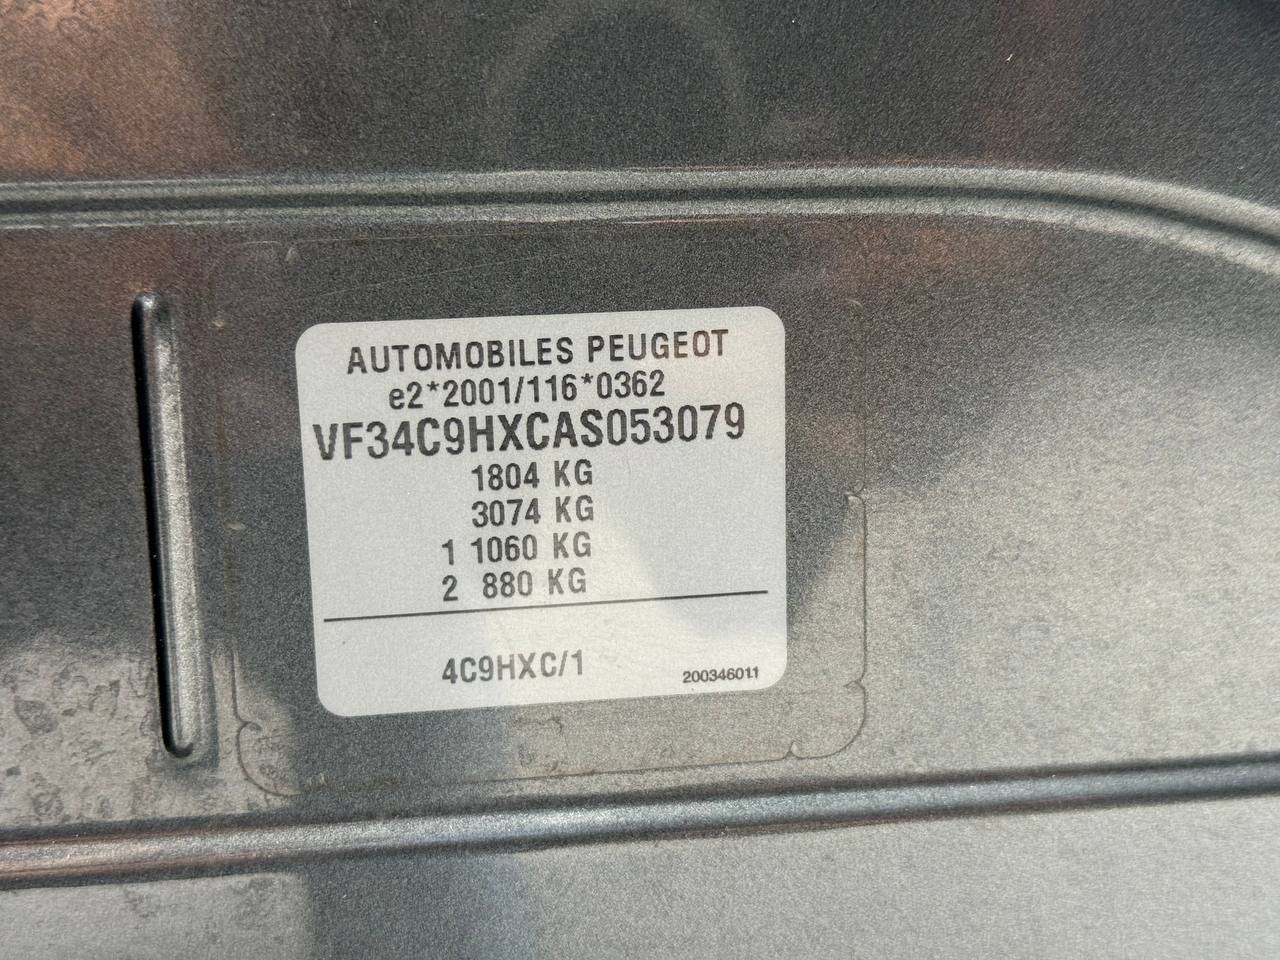 AUTOMOBILES PEUGEOT
e2*2001/116*0362
VF34C9HXCAS053079
1804 KG
3074 KG
1 1060 KG
2 880 KG
4C9HXC/1
200346011